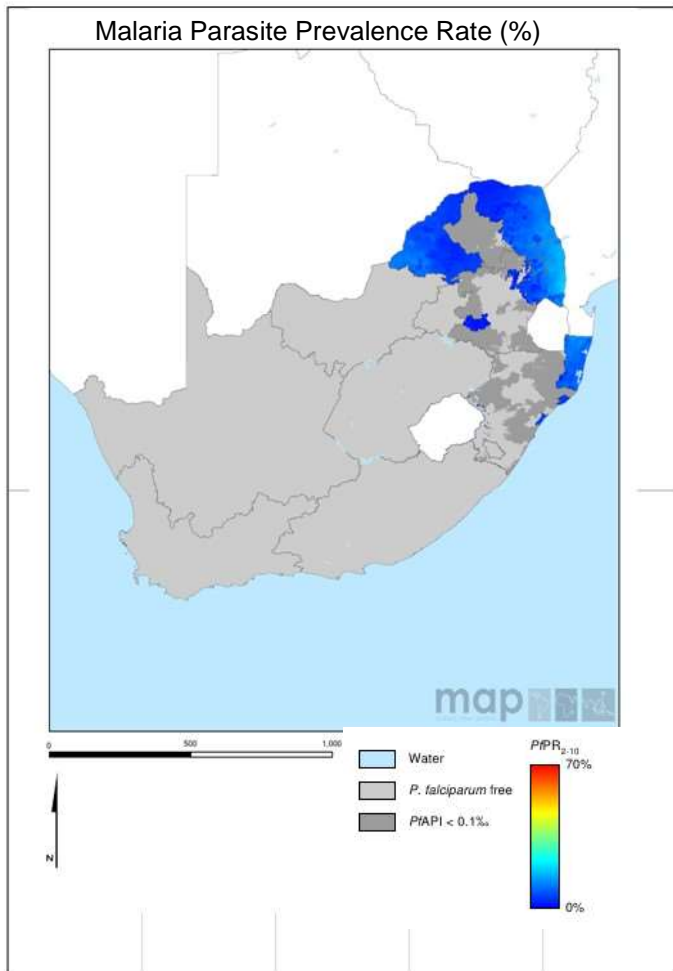 Malaria Parasite Prevalence Rate (%)
map
0 500 1,000
N
Water
P. falciparum free
PfAPI < 0.1‰
PfPR2-10
70%
0%